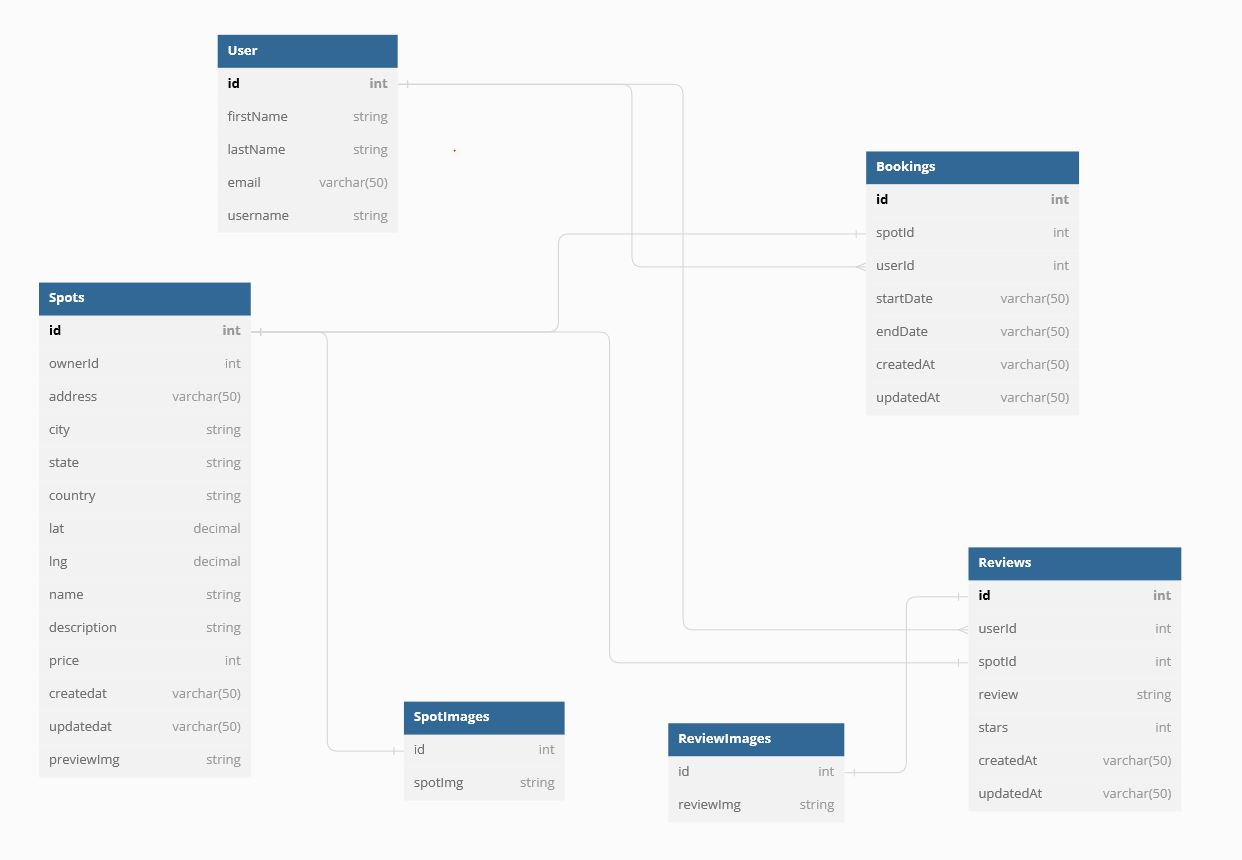 User
id int
firstName string
lastName string
email varchar(50)
username string
Bookings
id int
spotId int
userId int
startDate varchar(50)
endDate varchar(50)
createdAt varchar(50)
updatedAt varchar(50)
Spots
id int
ownerId int
address varchar(50)
city string
state string
country string
lat decimal
lng decimal
name string
description string
price int
createdat varchar(50)
updatedat varchar(50)
previewImg string
Reviews
id int
userId int
spotId int
review string
stars int
createdAt varchar(50)
updatedAt varchar(50)
SpotImages
id int
spotImg string
ReviewImages
id int
reviewImg string